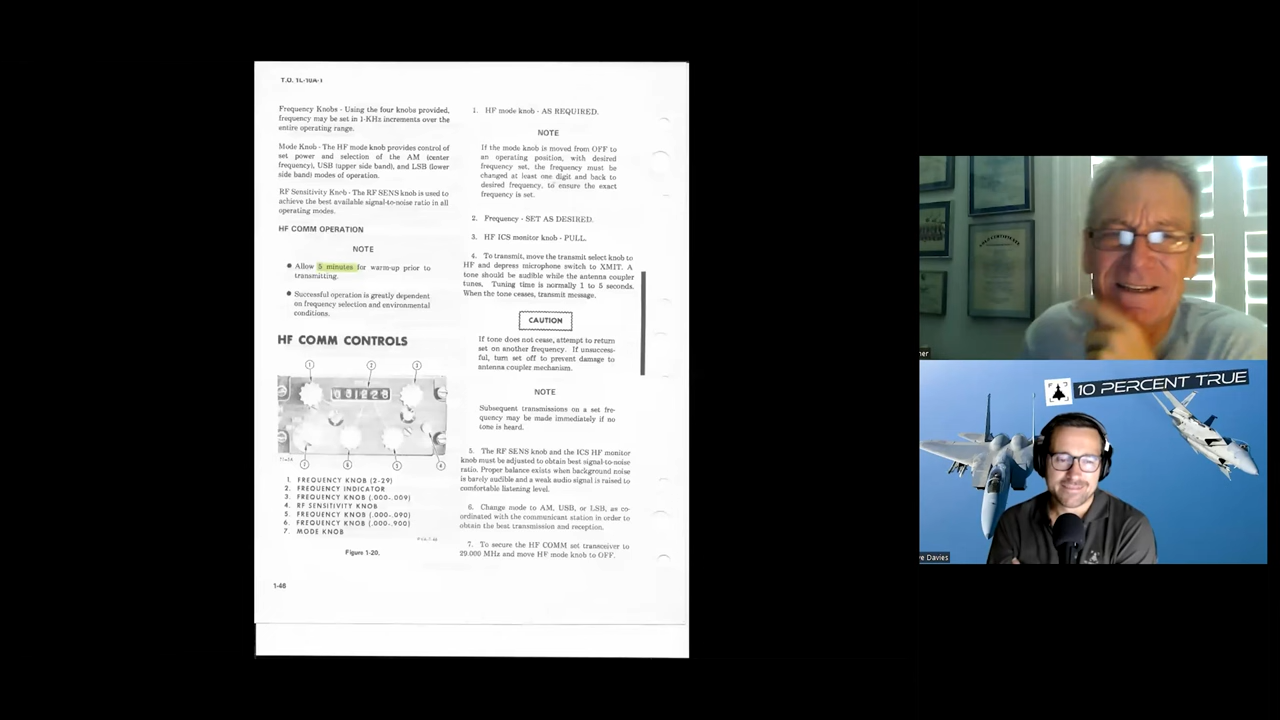 T.O. 1L-10A-1
Frequency Knobs - Using the four knobs provided,
frequency may be set in 1-KHz increments over the
entire operating range.
Mode Knob - The HF mode knob provides control of
set power and selection of the AM (center
frequency), USB (upper side band), and LSB (lower
side band) modes of operation.
RF Sensitivity Knob - The RF SENS knob is used to
achieve the best available signal-to-noise ratio in all
operating modes.
HF COMM OPERATION
NOTE
● Allow 5 minutes for warm-up prior to
transmitting.
● Successful operation is greatly dependent
on frequency selection and environmental
conditions.
HF COMM CONTROLS
1 2 3
031228
7 6 5 4
1. FREQUENCY KNOB (2-29)
2. FREQUENCY INDICATOR
3. FREQUENCY KNOB (.000-.009)
4. RF SENSITIVITY KNOB
5. FREQUENCY KNOB (.000-.090)
6. FREQUENCY KNOB (.000-.900)
7. MODE KNOB
Figure 1-20.
1-46
1. HF mode knob - AS REQUIRED.
NOTE
If the mode knob is moved from OFF to
an operating position, with desired
frequency set, the frequency must be
changed at least one digit and back to
desired frequency, to ensure the exact
frequency is set.
2. Frequency - SET AS DESIRED.
3. HF ICS monitor knob - PULL.
4. To transmit, move the transmit select knob to
HF and depress microphone switch to XMIT. A
tone should be audible while the antenna coupler
tunes. Tuning time is normally 1 to 5 seconds.
When the tone ceases, transmit message.
CAUTION
If tone does not cease, attempt to return
set on another frequency. If unsuccess-
ful, turn set off to prevent damage to
antenna coupler mechanism.
NOTE
Subsequent transmissions on a set fre-
quency may be made immediately if no
tone is heard.
5. The RF SENS knob and the ICS HF monitor
knob must be adjusted to obtain best signal-to-noise
ratio. Proper balance exists when background noise
is barely audible and a weak audio signal is raised to
comfortable listening level.
6. Change mode to AM, USB, or LSB, as co-
ordinated with the communicant station in order to
obtain the best transmission and reception.
7. To secure the HF COMM set transceiver to
29.000 MHz and move HF mode knob to OFF.
ner
10 PERCENT TRUE
ve Davies